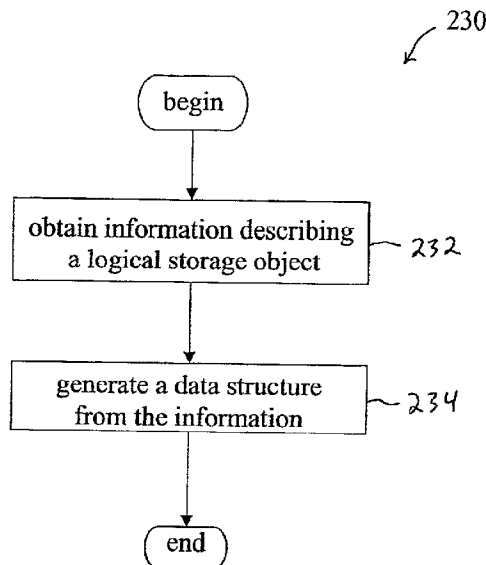 230
begin
obtain information describing
a logical storage object
232
generate a data structure
from the information
234
end